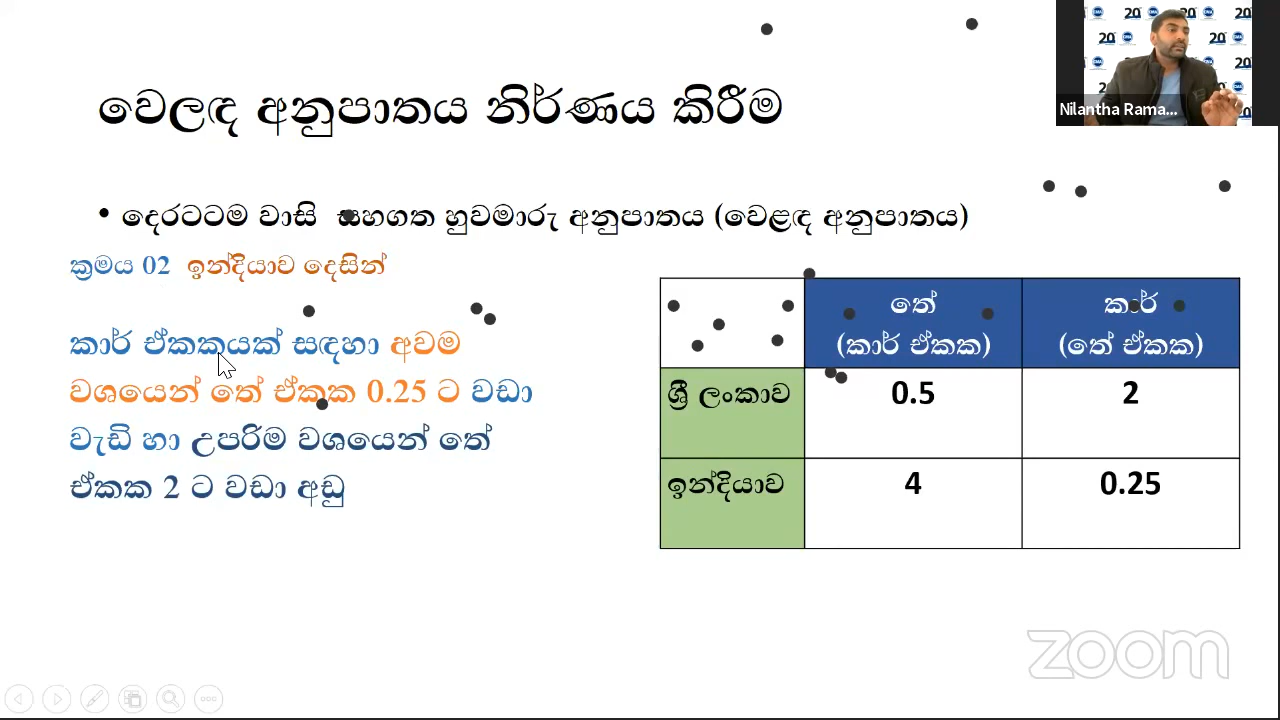 වෙලඳ අනුපාතය නිර්ණය කිරීම
Nilantha Rama...
• දෙරටටම වාසි සහගත හුවමාරු අනුපාතය (වෙළඳ අනුපාතය)
ක්‍රමය 02 ඉන්දියාව දෙසින්
කාර් ඒකකයක් සඳහා අවම
වශයෙන් තේ ඒකක 0.25 ට වඩා
වැඩි හා උපරිම වශයෙන් තේ
ඒකක 2 ට වඩා අඩු
තේ කාර්
(කාර් ඒකක) (තේ ඒකක)
ශ්‍රී ලංකාව 0.5 2
ඉන්දියාව 4 0.25
zoom